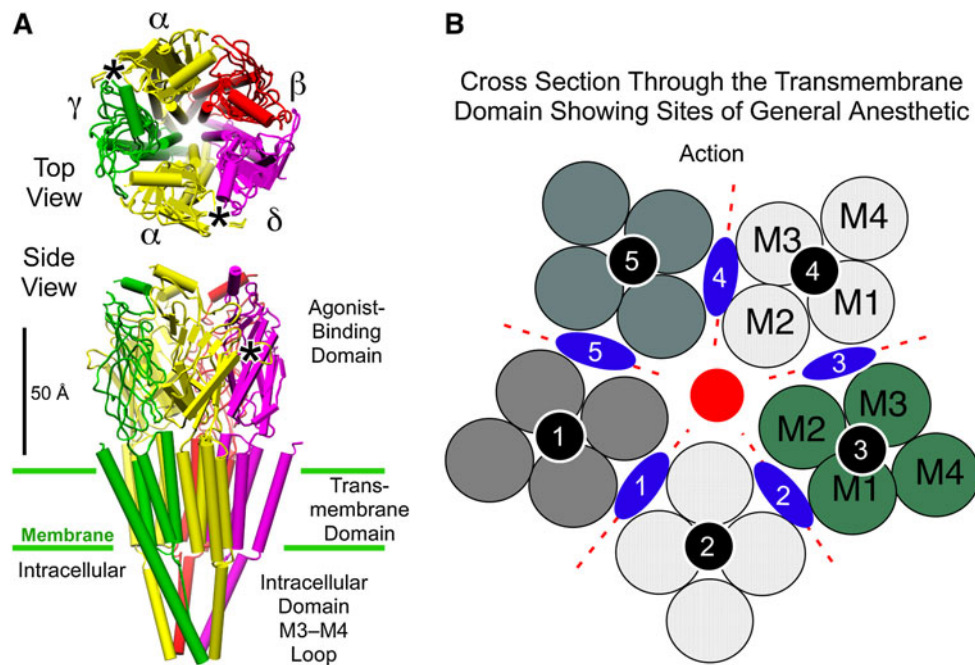 A
α
*
β
γ
Top
View
*
α
δ
Side
View
Agonist-
Binding
Domain
*
50 Å
Trans-
membrane
Domain
Membrane
Intracellular
Intracellular
Domain
M3–M4
Loop
B
Cross Section Through the Transmembrane
Domain Showing Sites of General Anesthetic
Action
5
4
M3
M4
4
M2
M1
5
3
1
M2
M3
3
M1
M4
1
2
2